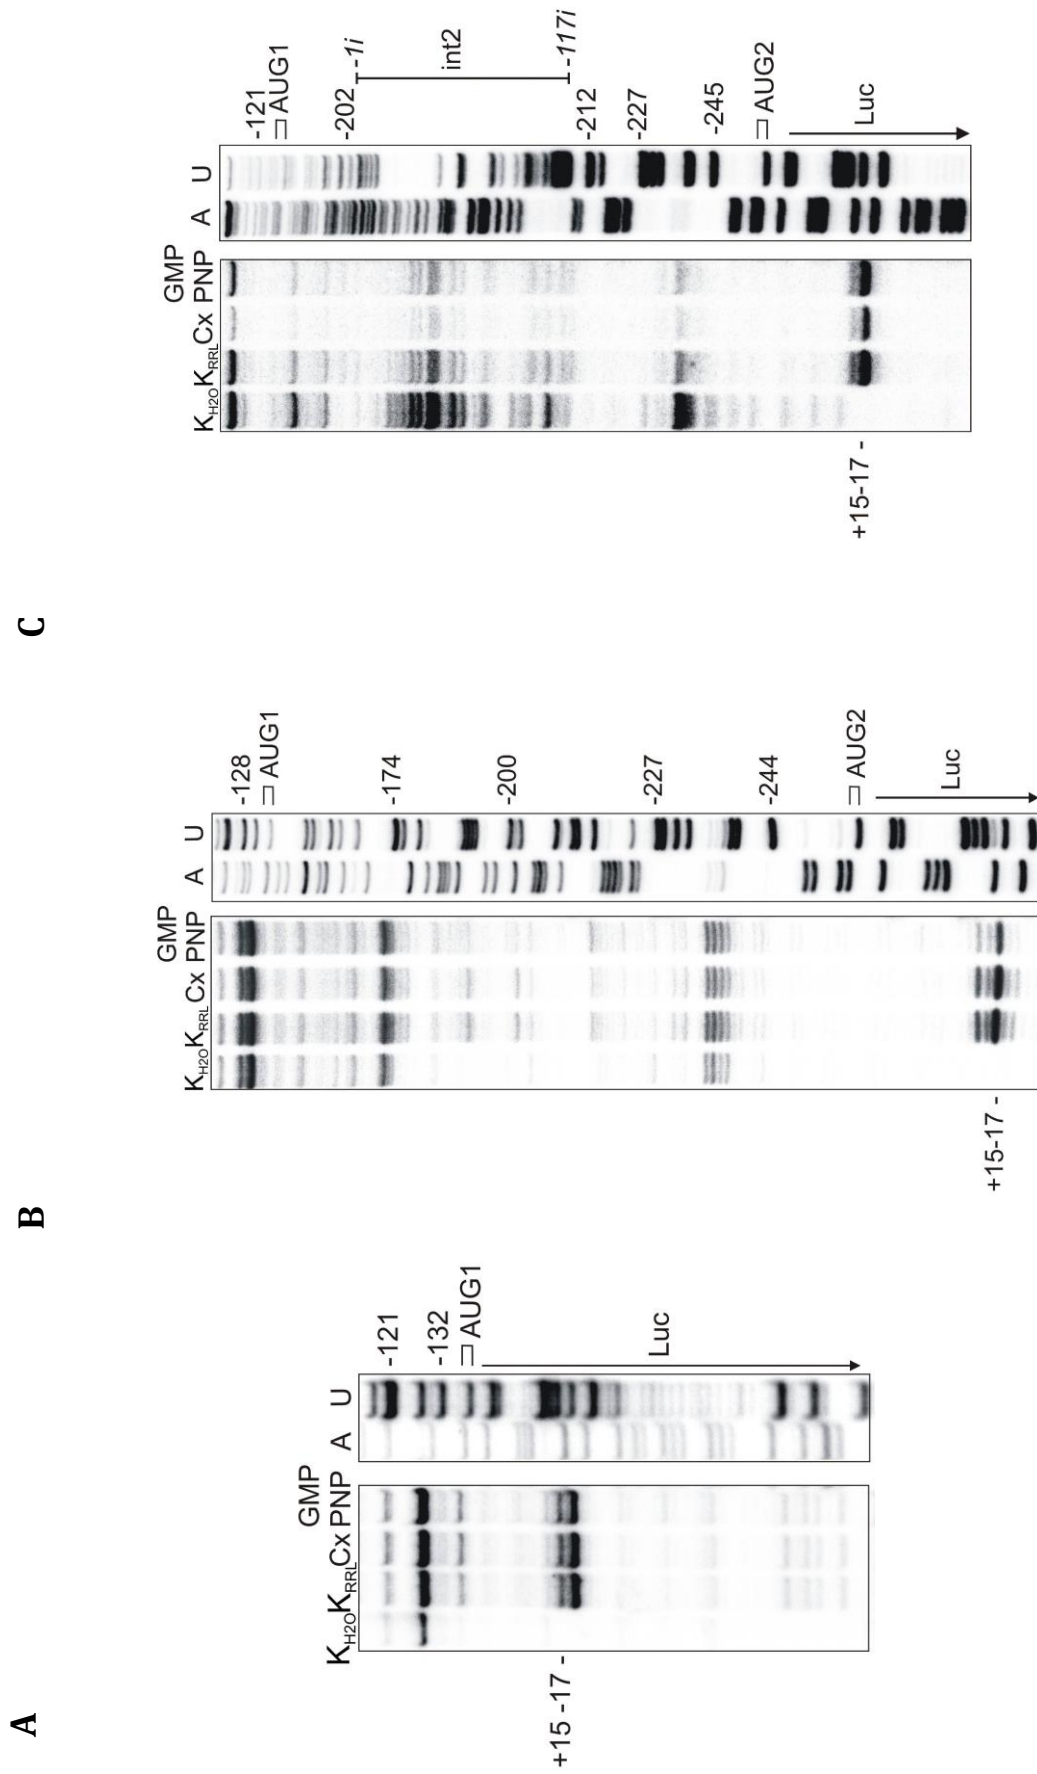 A
K_H2O K_RRL Cx GMP PNP A U
-121
-132
AUG1
Luc
+15 -17 -
B
K_H2O K_RRL Cx GMP PNP A U
-128
AUG1
-174
-200
-227
-244
AUG2
Luc
+15-17 -
C
K_H2O K_RRL Cx GMP PNP A U
-121
AUG1
-202
-1i
int2
-117i
-212
-227
-245
AUG2
Luc
+15-17 -